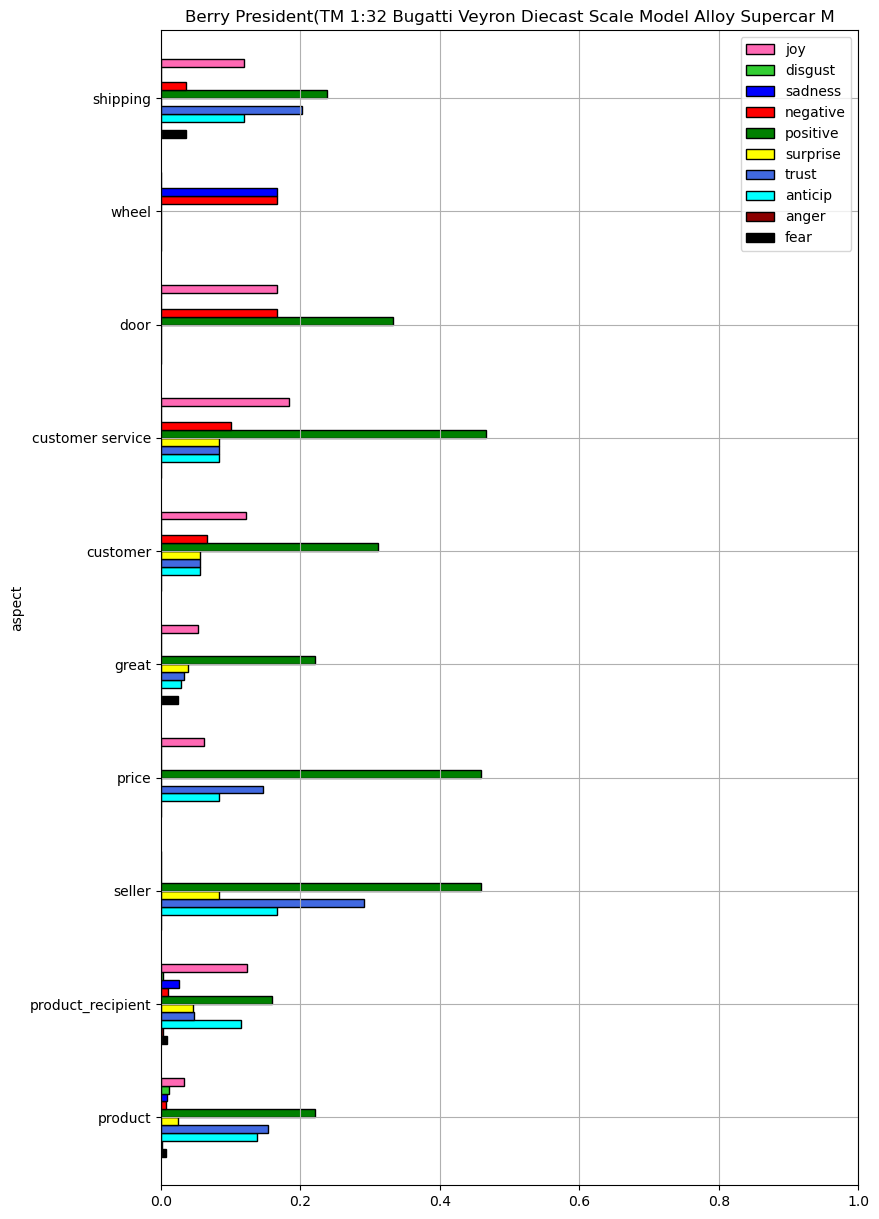 Berry President(TM 1:32 Bugatti Veyron Diecast Scale Model Alloy Supercar M
joy
disgust
sadness
negative
positive
surprise
trust
anticip
anger
fear
shipping
wheel
door
customer service
customer
great
price
seller
product_recipient
product
aspect
0.0 0.2 0.4 0.6 0.8 1.0